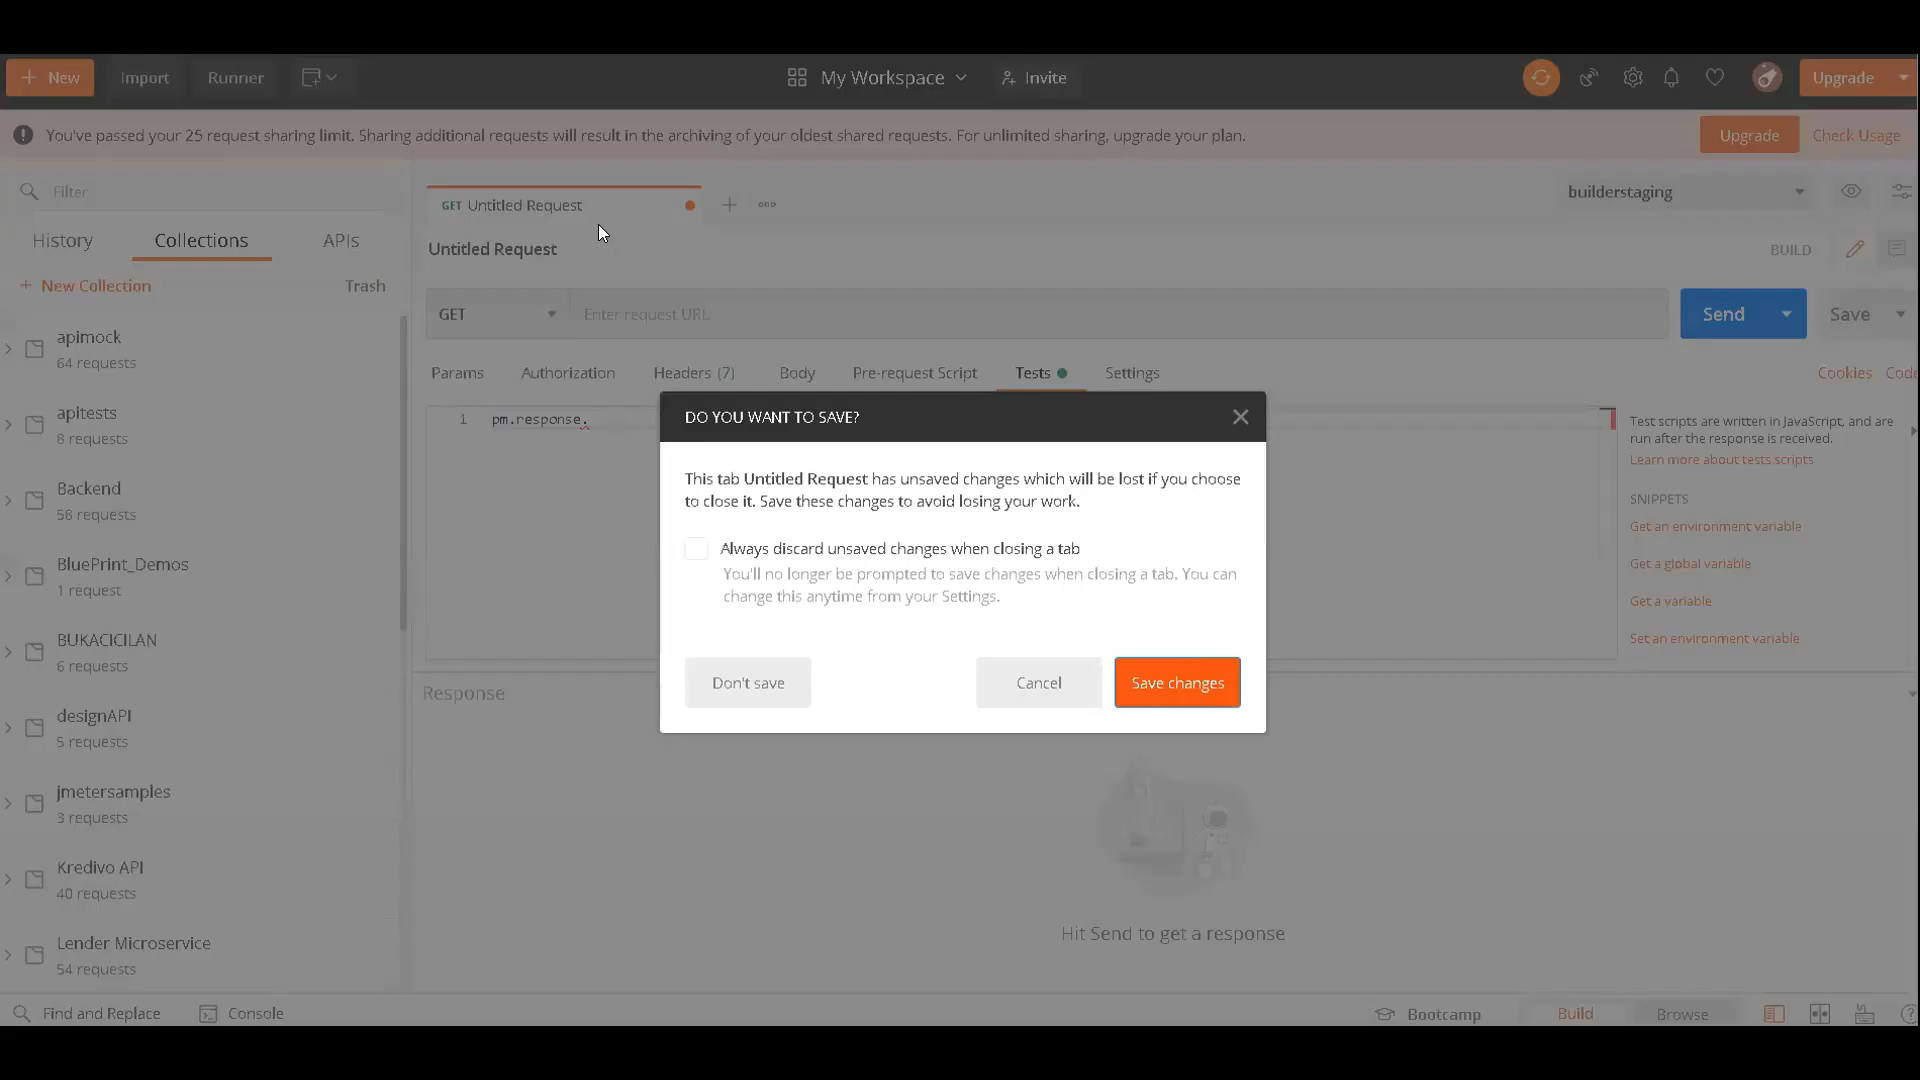 New
Import
Runner
My Workspace
Invite
Upgrade
You've passed your 25 request sharing limit. Sharing additional requests will result in the archiving of your oldest shared requests. For unlimited sharing, upgrade your plan.
Upgrade
Check Usage
Filter
History
Collections
APIs
+ New Collection
Trash
apimock
64 requests
apitests
8 requests
Backend
58 requests
BluePrint_Demos
1 request
BUKACICILAN
6 requests
designAPI
5 requests
jmetersamples
3 requests
Kredivo API
40 requests
Lender Microservice
54 requests
GET Untitled Request
builderstaging
Untitled Request
BUILD
GET
Enter request URL
Send
Save
Params
Authorization
Headers (7)
Body
Pre-request Script
Tests
Settings
Cookies
Code
1 pm.response.
Test scripts are written in JavaScript, and are
run after the response is received.
Learn more about tests scripts
SNIPPETS
Get an environment variable
Get a global variable
Get a variable
Set an environment variable
DO YOU WANT TO SAVE?
This tab Untitled Request has unsaved changes which will be lost if you choose
to close it. Save these changes to avoid losing your work.
Always discard unsaved changes when closing a tab
You'll no longer be prompted to save changes when closing a tab. You can
change this anytime from your Settings.
Don't save
Cancel
Save changes
Response
Hit Send to get a response
Find and Replace
Console
Bootcamp
Build
Browse